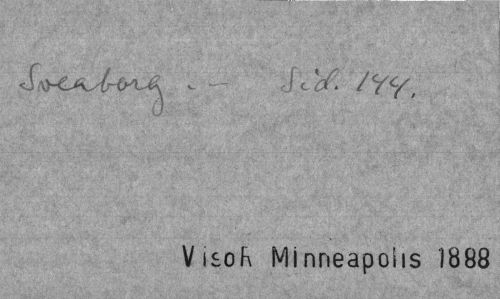 Sveaborg. — Sid. 144.
Visoh Minneapolis 1888